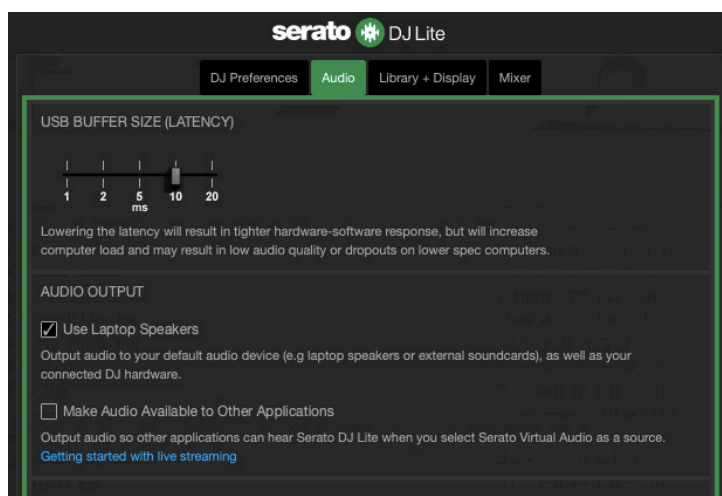 serato DJ Lite
DJ Preferences Audio Library + Display Mixer
USB BUFFER SIZE (LATENCY)
1 2 5 10 20
ms
Lowering the latency will result in tighter hardware-software response, but will increase
computer load and may result in low audio quality or dropouts on lower spec computers.
AUDIO OUTPUT
Use Laptop Speakers
Output audio to your default audio device (e.g laptop speakers or external soundcards), as well as your
connected DJ hardware.
Make Audio Available to Other Applications
Output audio so other applications can hear Serato DJ Lite when you select Serato Virtual Audio as a source.
Getting started with live streaming